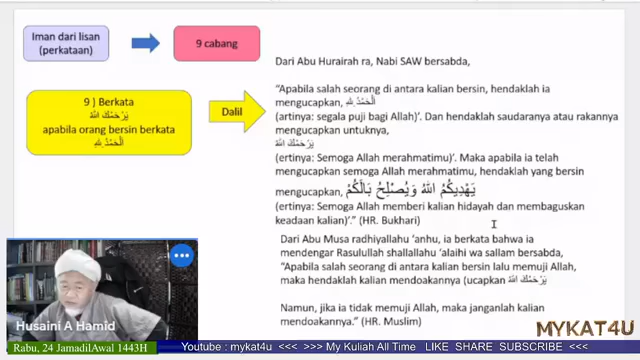 Iman dari lisan
(perkataan)
9 cabang
9 ) Berkata
يَرْحَمُكَ اللَّهُ
apabila orang bersin berkata
الْحَمْدُ لِلَّهِ
Dalil
Dari Abu Hurairah ra, Nabi SAW bersabda,
“Apabila salah seorang di antara kalian bersin, hendaklah ia
mengucapkan, الْحَمْدُ لِلَّهِ
(artinya: segala puji bagi Allah)’. Dan hendaklah saudaranya atau rakannya
mengucapkan untuknya,
يَرْحَمُكَ اللَّهُ
(ertinya: Semoga Allah merahmatimu)’. Maka apabila ia telah
mengucapkan semoga Allah merahmatimu, hendaklah yang bersin
mengucapkan, يَهْدِيكُمُ اللَّهُ وَيُصْلِحُ بَالَكُمْ
(ertinya: Semoga Allah memberi kalian hidayah dan membaguskan
keadaan kalian)’.” (HR. Bukhari)
Dari Abu Musa radhiyallahu ‘anhu, ia berkata bahwa ia
mendengar Rasulullah shallallahu ‘alaihi wa sallam bersabda,
“Apabila salah seorang di antara kalian bersin lalu memuji Allah,
maka hendaklah kalian mendoakannya (ucapkan يَرْحَمُكَ اللَّهُ
Namun, jika ia tidak memuji Allah, maka janganlah kalian
mendoakannya.” (HR. Muslim)
Husaini A Hamid
MYKAT4U
Rabu, 24 JamadilAwal 1443H
Youtube : mykat4u <<< >>> My Kuliah All Time LIKE SHARE SUBSCRIBE <<<